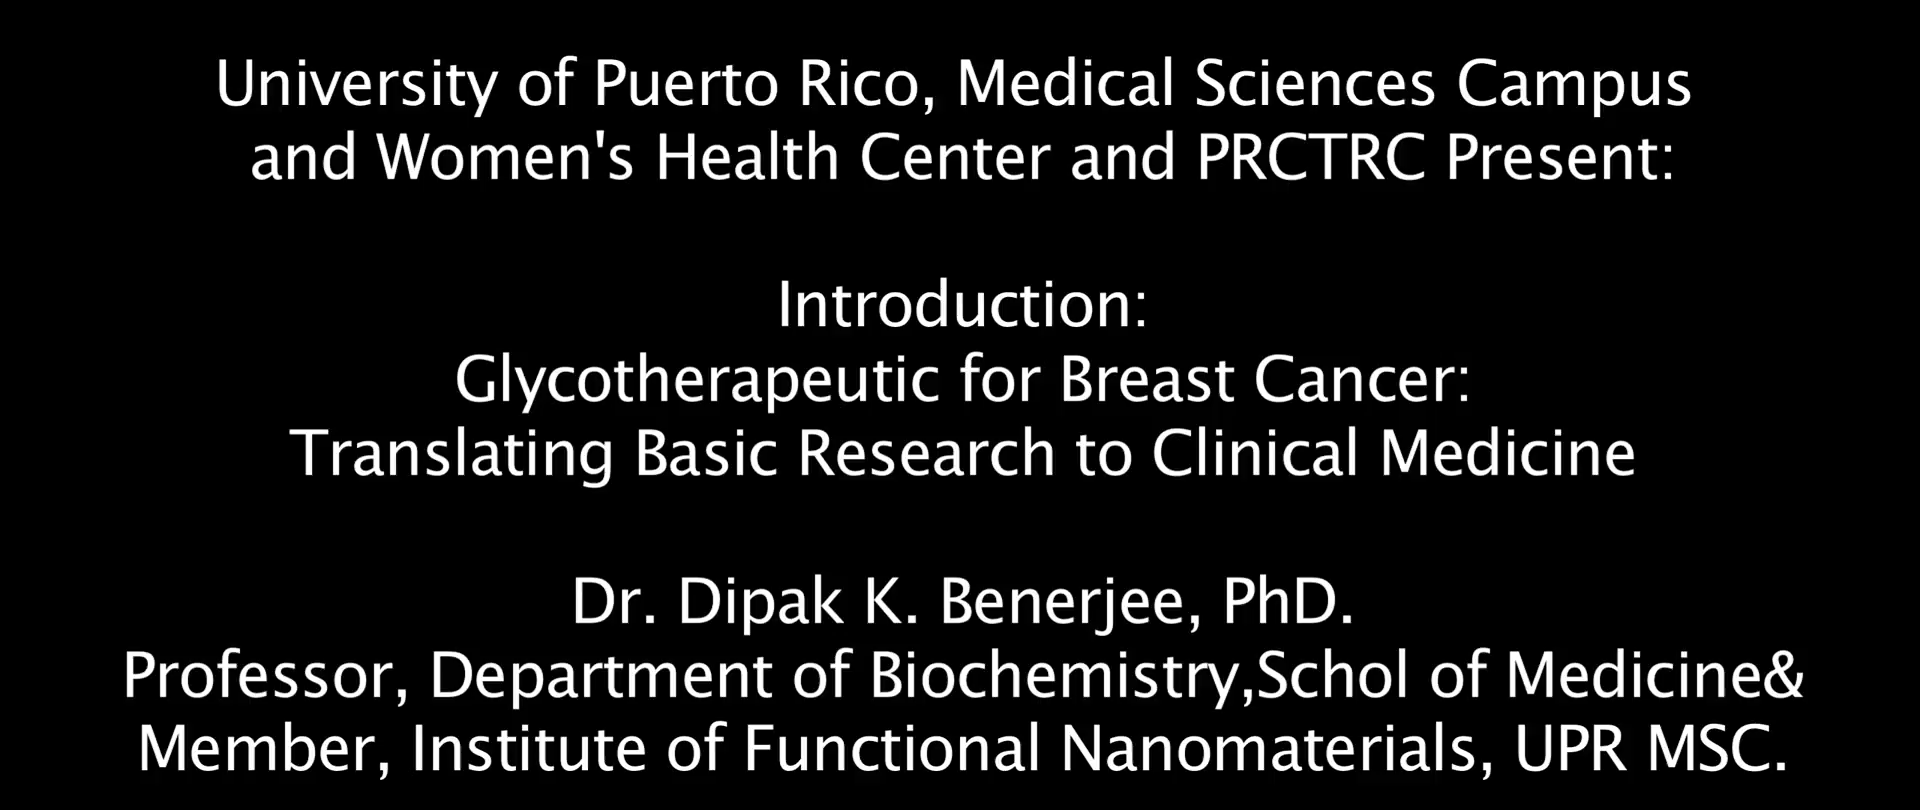 University of Puerto Rico, Medical Sciences Campus
and Women's Health Center and PRCTRC Present:
Introduction:
Glycotherapeutic for Breast Cancer:
Translating Basic Research to Clinical Medicine
Dr. Dipak K. Benerjee, PhD.
Professor, Department of Biochemistry,Schol of Medicine&
Member, Institute of Functional Nanomaterials, UPR MSC.